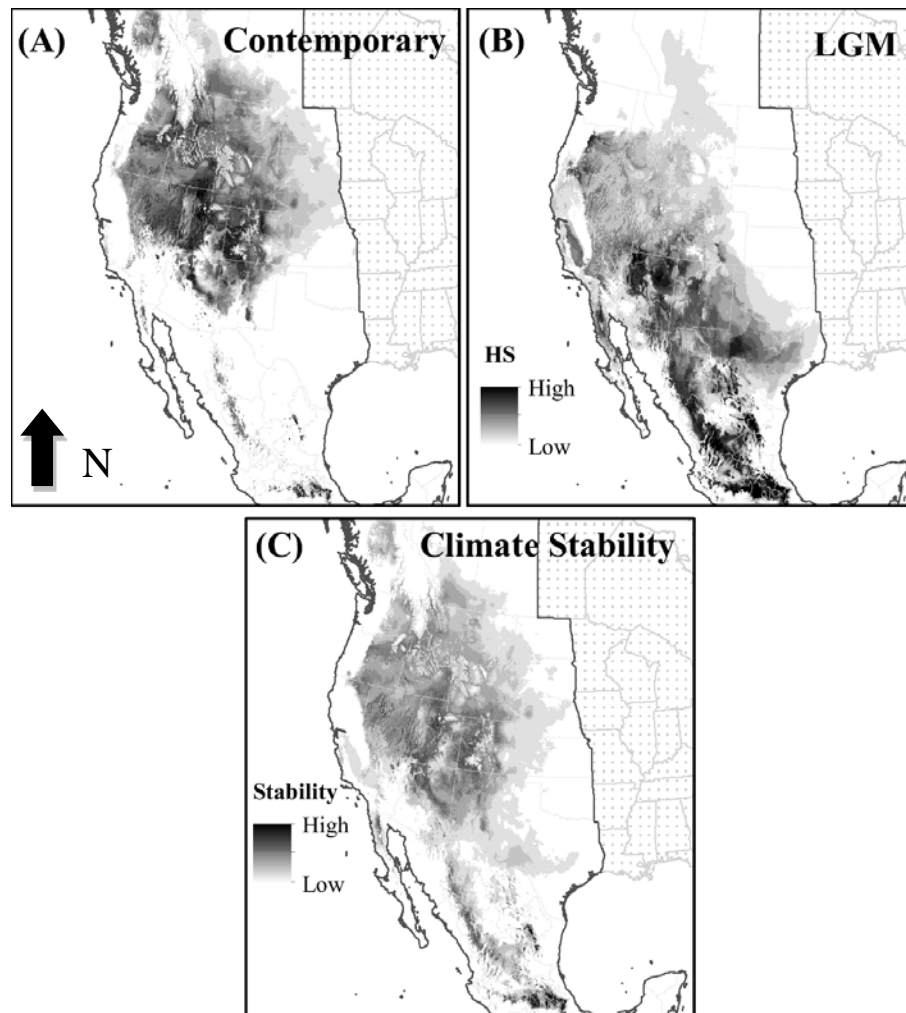 (A) Contemporary
N
(B) LGM
HS
High
Low
(C) Climate Stability
Stability
High
Low